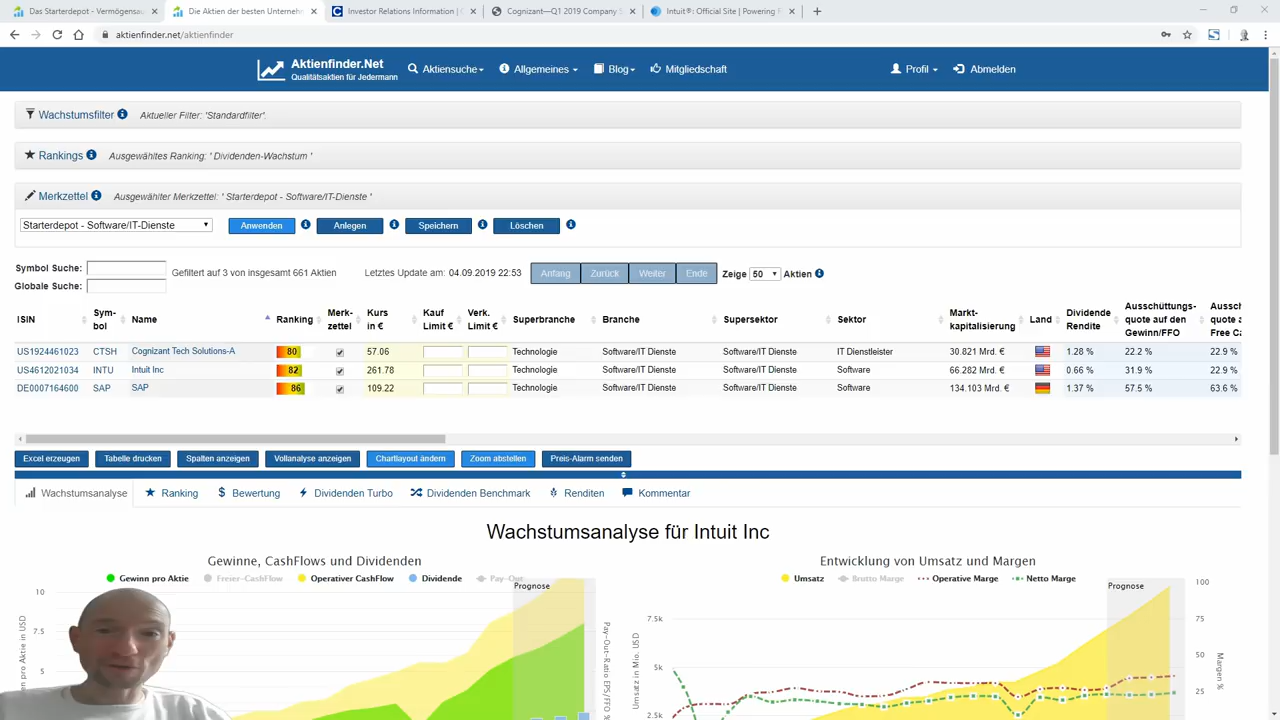 Das Starterdepot - Vermögensau
Die Aktien der besten Unternehm
Investor Relations Information |
Cognizant—Q1 2019 Company S
Intuit®: Official Site | Powering P
aktienfinder.net/aktienfinder
Aktienfinder.Net
Qualitätsaktien für Jedermann
Aktiensuche
Allgemeines
Blog
Mitgliedschaft
Profil
Abmelden
Wachstumsfilter Aktueller Filter: 'Standardfilter'.
Rankings Ausgewähltes Ranking: ' Dividenden-Wachstum '
Merkzettel Ausgewählter Merkzettel: ' Starterdepot - Software/IT-Dienste '
Starterdepot - Software/IT-Dienste Anwenden Anlegen Speichern Löschen
Symbol Suche:
Globale Suche:
Gefiltert auf 3 von insgesamt 661 Aktien Letztes Update am: 04.09.2019 22:53 Anfang Zurück Weiter Ende Zeige 50 Aktien
ISIN Sym-bol Name Ranking Merk-zettel Kurs in € Kauf Limit € Verk. Limit € Superbranche Branche Supersektor Sektor Markt-kapitalisierung Land Dividende Rendite Ausschüttungs-quote auf den Gewinn/FFO Aussch quote a Free Ca
US1924461023 CTSH Cognizant Tech Solutions-A 80 57.06 Technologie Software/IT Dienste Software/IT Dienste IT Dienstleister 30.821 Mrd. € 1.28 % 22.2 % 22.9 %
US4612021034 INTU Intuit Inc 82 261.78 Technologie Software/IT Dienste Software/IT Dienste Software 66.282 Mrd. € 0.66 % 31.9 % 22.9 %
DE0007164600 SAP SAP 86 109.22 Technologie Software/IT Dienste Software/IT Dienste Software 134.103 Mrd. € 1.37 % 57.5 % 63.6 %
Excel erzeugen Tabelle drucken Spalten anzeigen Vollanalyse anzeigen Chartlayout ändern Zoom abstellen Preis-Alarm senden
Wachstumsanalyse Ranking Bewertung Dividenden Turbo Dividenden Benchmark Renditen Kommentar
Wachstumsanalyse für Intuit Inc
Gewinne, CashFlows und Dividenden
Gewinn pro Aktie Freier-CashFlow Operativer CashFlow Dividende Pay-Out
Prognose
10
7.5
5
n pro Aktie in USD
Pay-Out-Ratio EPS/FFO
Entwicklung von Umsatz und Margen
Umsatz Brutto Marge Operative Marge Netto Marge
Prognose
7.5k
5k
2.5k
Umsatz in Mio. USD
100
75
50
25
Margen %